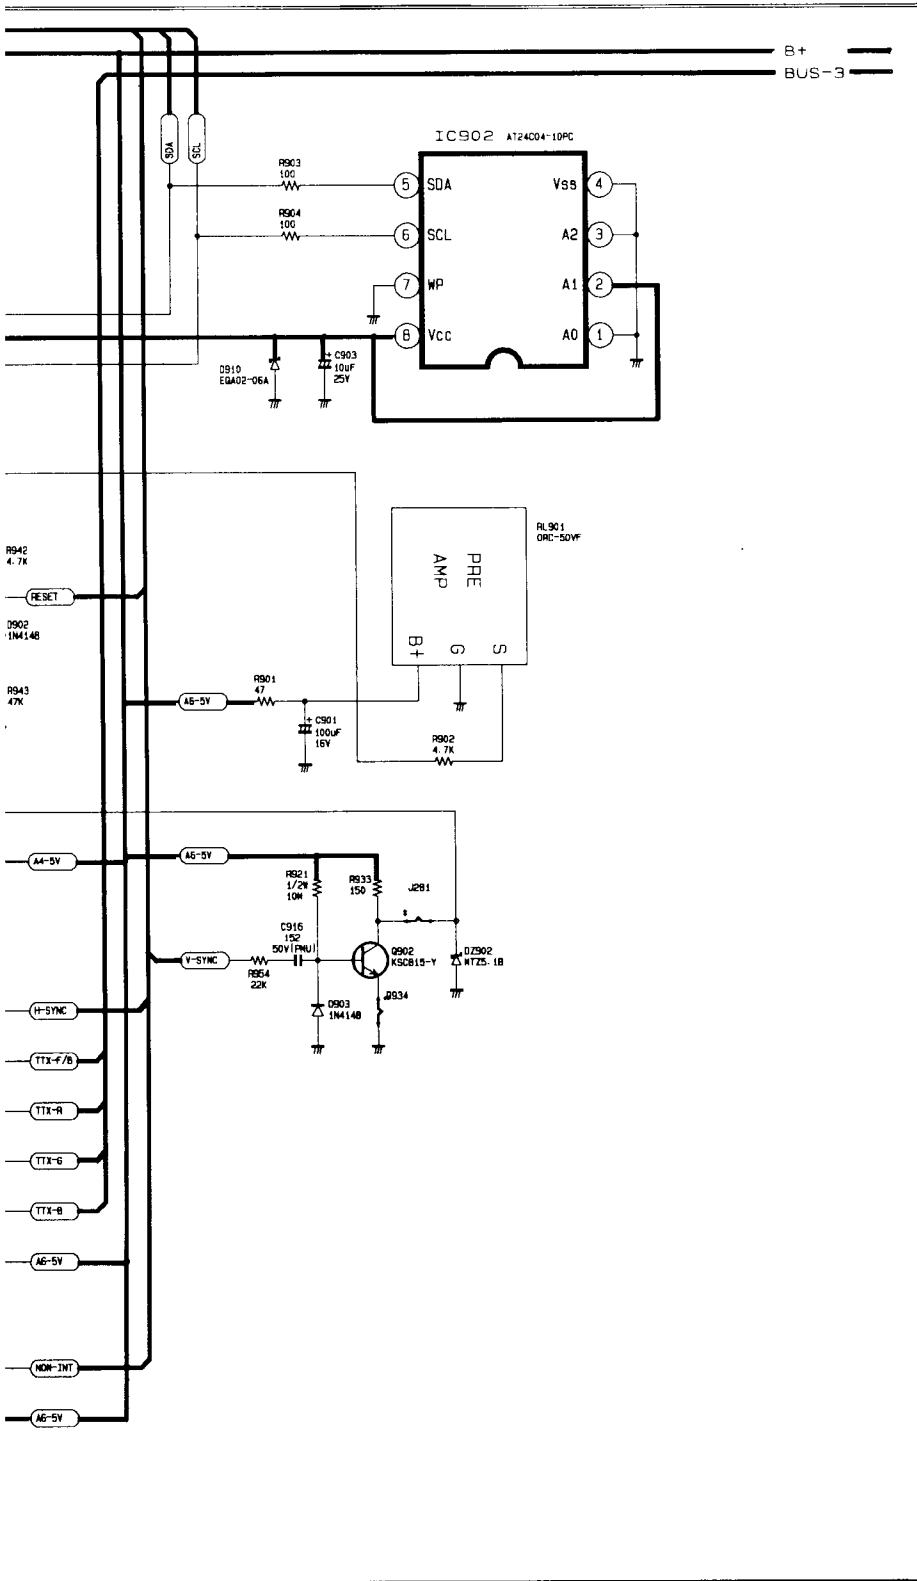 B+
BUS-3
IC902 AT24C04-10PC
SDA
SCL
R903
100
5 SDA
Vss 4
R904
100
6 SCL
A2 3
7 WP
A1 2
8 Vcc
A0 1
D910
EQA02-06A
+ C903
10uF
25V
RL901
ORC-50VF
PRE
AMP
B+
G
S
R942
4.7K
RESET
D902
1N4148
R943
47K
A6-5V
R901
47
+ C901
100uF
16V
R902
4.7K
A4-5V
A6-5V
R921
1/2W
10M
R933
150
J281
C916
152
50V(PMU)
V-SYNC
R954
22K
Q902
KSC815-Y
DZ902
MTZ5.1B
D903
1N4148
R934
H-SYNC
TTX-F/B
TTX-R
TTX-G
TTX-B
A6-5V
NON-INT
A6-5V